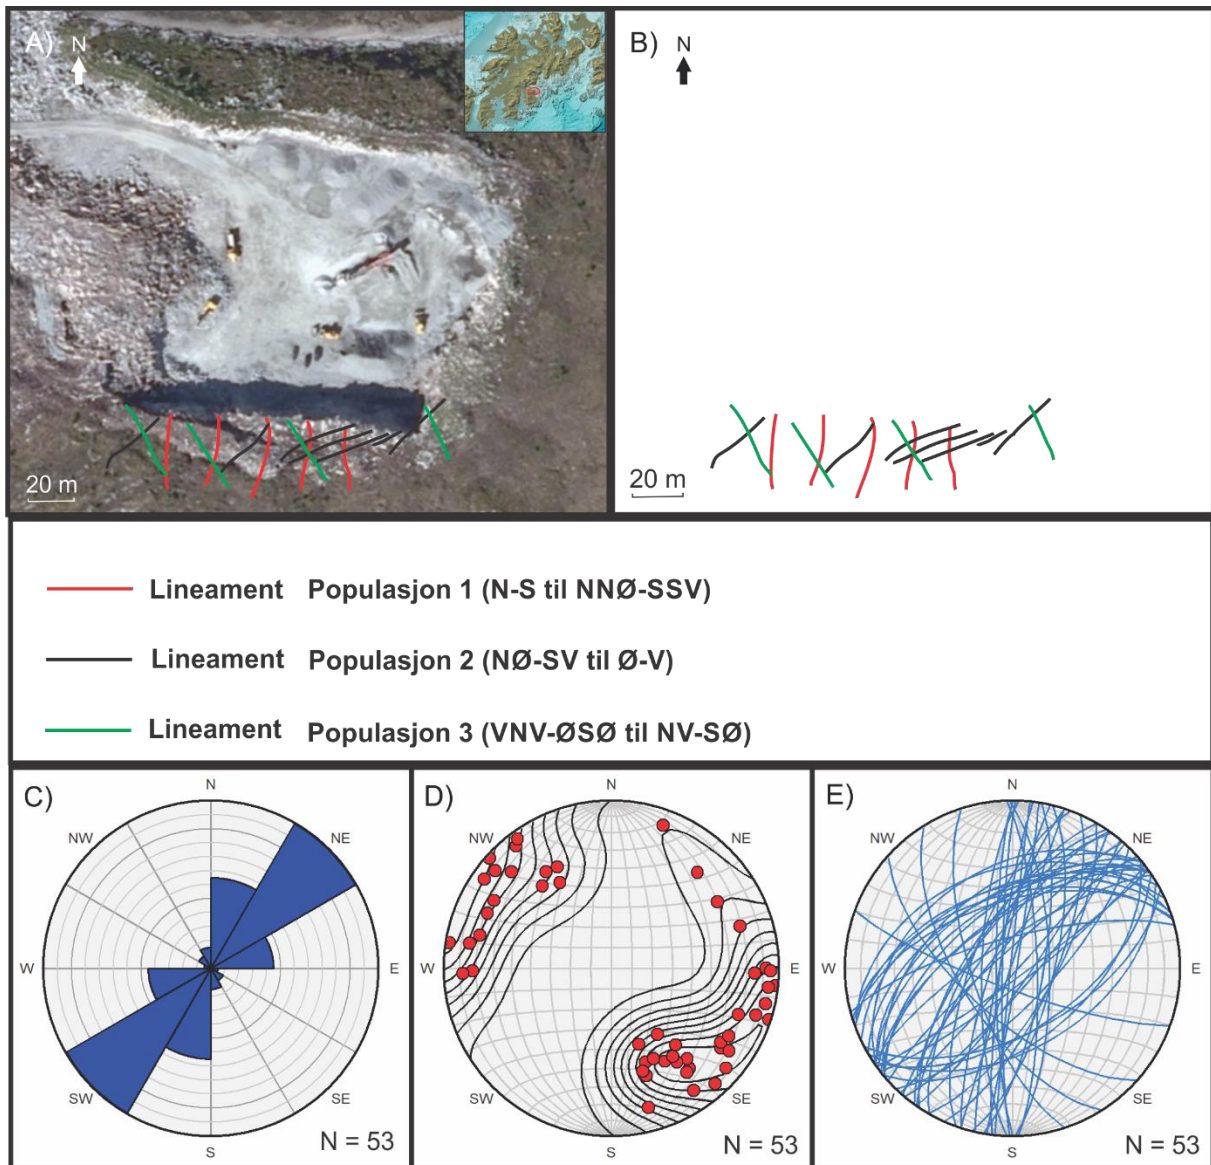 A) N
20 m
B) N
20 m
Lineament Populasjon 1 (N-S til NNØ-SSV)
Lineament Populasjon 2 (NØ-SV til Ø-V)
Lineament Populasjon 3 (VNV-ØSØ til NV-SØ)
C)
N
NW NE
W E
SW SE
S
N = 53
D)
N
NW NE
W E
SW SE
S
N = 53
E)
N
NW NE
W E
SW SE
S
N = 53